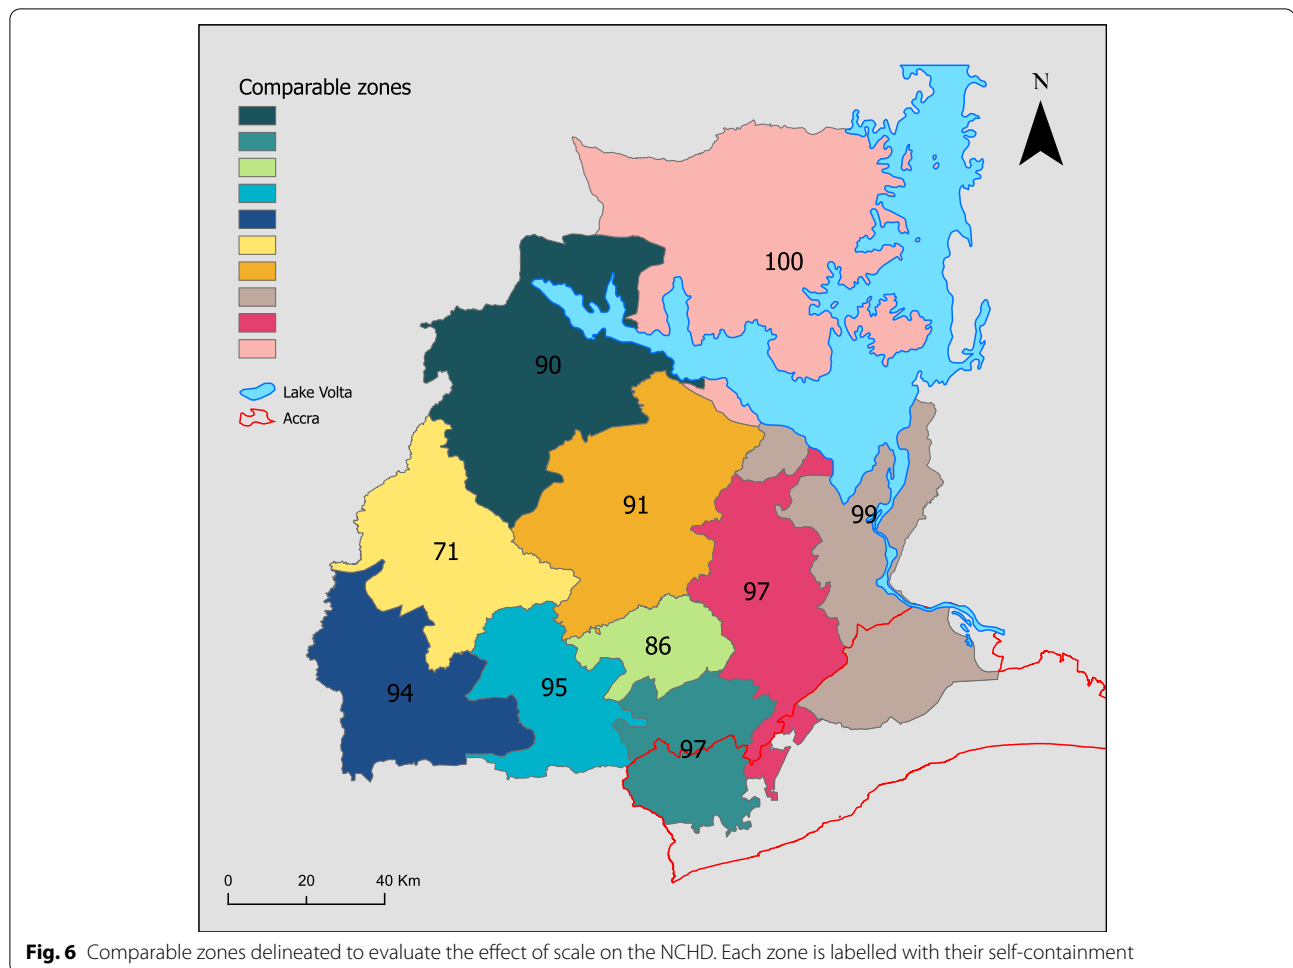 Comparable zones
Lake Volta
Accra
N
100
90
91
99
71
97
86
94
95
97
0 20 40 Km
Fig. 6 Comparable zones delineated to evaluate the effect of scale on the NCHD. Each zone is labelled with their self-containment